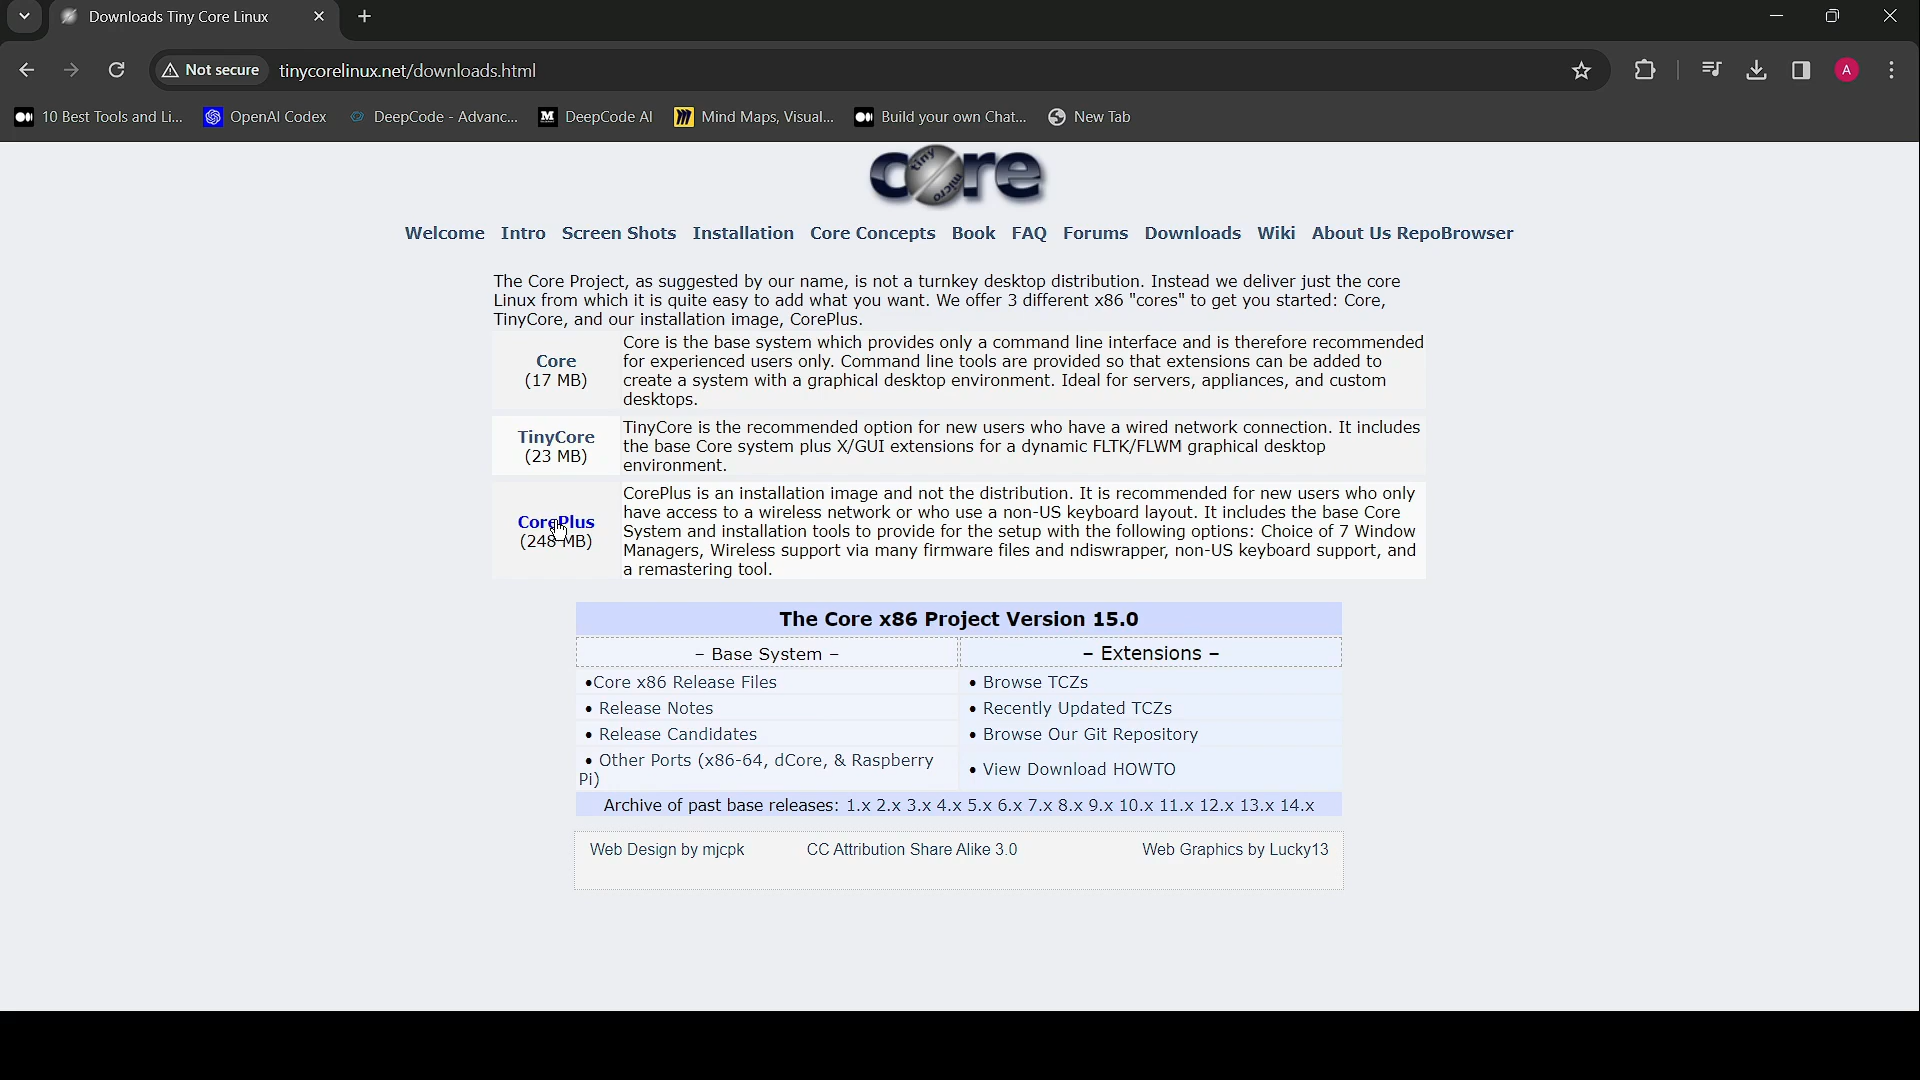 Downloads Tiny Core Linux
Not secure
tinycorelinux.net/downloads.html
A
10 Best Tools and Li...
OpenAI Codex
DeepCode - Advanc...
DeepCode AI
Mind Maps, Visual...
Build your own Chat...
New Tab
core
tiny
micro
Welcome Intro Screen Shots Installation Core Concepts Book FAQ Forums Downloads Wiki About Us RepoBrowser
The Core Project, as suggested by our name, is not a turnkey desktop distribution. Instead we deliver just the core
Linux from which it is quite easy to add what you want. We offer 3 different x86 "cores" to get you started: Core,
TinyCore, and our installation image, CorePlus.
Core
(17 MB)
Core is the base system which provides only a command line interface and is therefore recommended
for experienced users only. Command line tools are provided so that extensions can be added to
create a system with a graphical desktop environment. Ideal for servers, appliances, and custom
desktops.
TinyCore
(23 MB)
TinyCore is the recommended option for new users who have a wired network connection. It includes
the base Core system plus X/GUI extensions for a dynamic FLTK/FLWM graphical desktop
environment.
CorePlus
(248 MB)
CorePlus is an installation image and not the distribution. It is recommended for new users who only
have access to a wireless network or who use a non-US keyboard layout. It includes the base Core
System and installation tools to provide for the setup with the following options: Choice of 7 Window
Managers, Wireless support via many firmware files and ndiswrapper, non-US keyboard support, and
a remastering tool.
The Core x86 Project Version 15.0
– Base System –
– Extensions –
•Core x86 Release Files
• Browse TCZs
• Release Notes
• Recently Updated TCZs
• Release Candidates
• Browse Our Git Repository
• Other Ports (x86-64, dCore, & Raspberry
Pi)
• View Download HOWTO
Archive of past base releases: 1.x 2.x 3.x 4.x 5.x 6.x 7.x 8.x 9.x 10.x 11.x 12.x 13.x 14.x
Web Design by mjcpk
CC Attribution Share Alike 3.0
Web Graphics by Lucky13